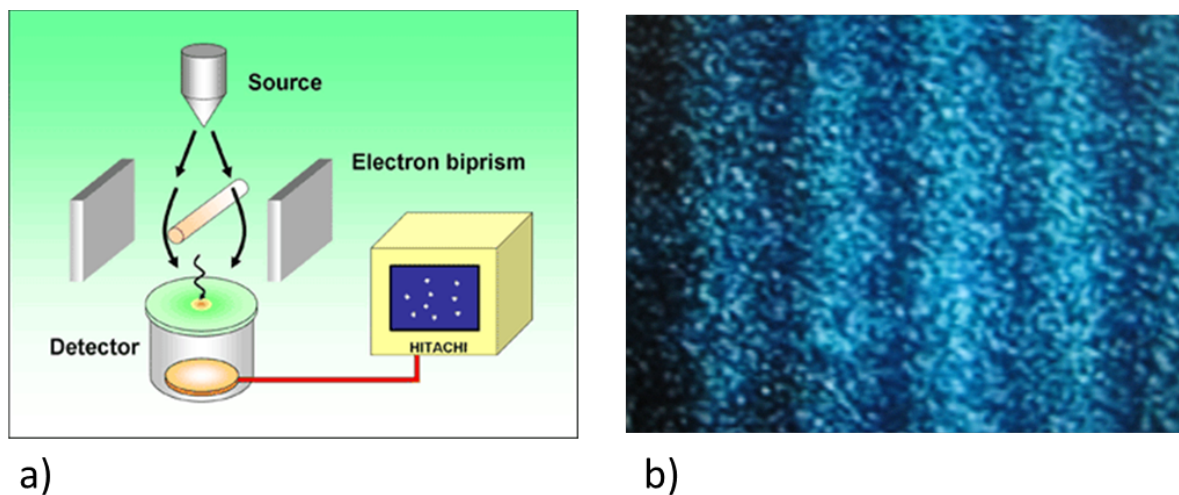 Source
Electron biprism
Detector
HITACHI
a)
b)